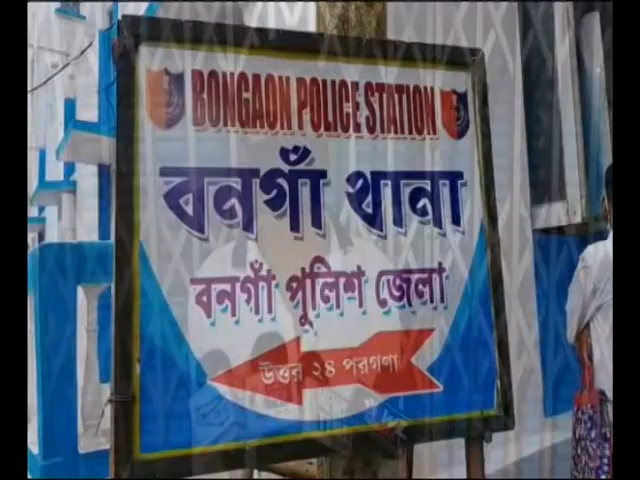 BONGAON POLICE STATION
বনগাঁ থানা
বনগাঁ পুলিশ জেলা
উত্তর ২৪ পরগণা